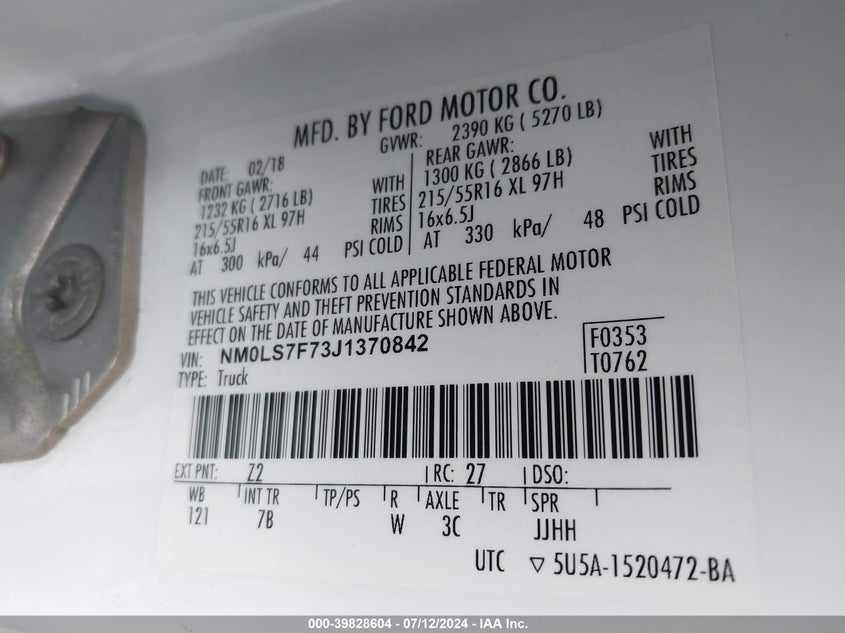 MFD. BY FORD MOTOR CO.
GVWR: 2390 KG ( 5270 LB)
DATE: 02/18
FRONT GAWR:
1232 KG ( 2716 LB) WITH
215/55R16 XL 97H TIRES
16x6.5J RIMS
AT 300 kPa/ 44 PSI COLD
REAR GAWR: WITH
1300 KG ( 2866 LB) TIRES
215/55R16 XL 97H RIMS
16x6.5J
AT 330 kPa/ 48 PSI COLD
THIS VEHICLE CONFORMS TO ALL APPLICABLE FEDERAL MOTOR
VEHICLE SAFETY AND THEFT PREVENTION STANDARDS IN
EFFECT ON THE DATE OF MANUFACTURE SHOWN ABOVE.
VIN: NM0LS7F73J1370842
F0353
T0762
TYPE: Truck
EXT PNT: Z2 RC: 27 DSO:
WB INT TR TP/PS R AXLE TR SPR
121 7B W 3C JJHH
UTC ▽ 5U5A-1520472-BA
000-39828604 - 07/12/2024 - IAA Inc.